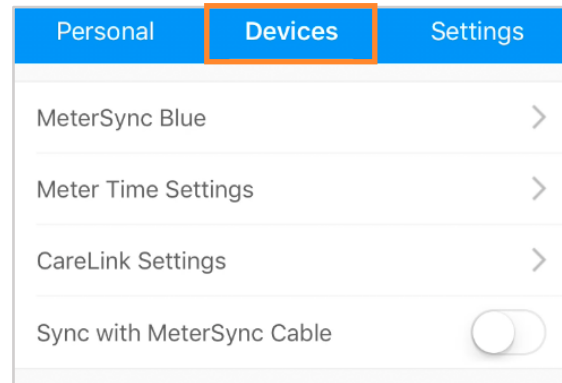 Personal Devices Settings
MeterSync Blue
Meter Time Settings
CareLink Settings
Sync with MeterSync Cable